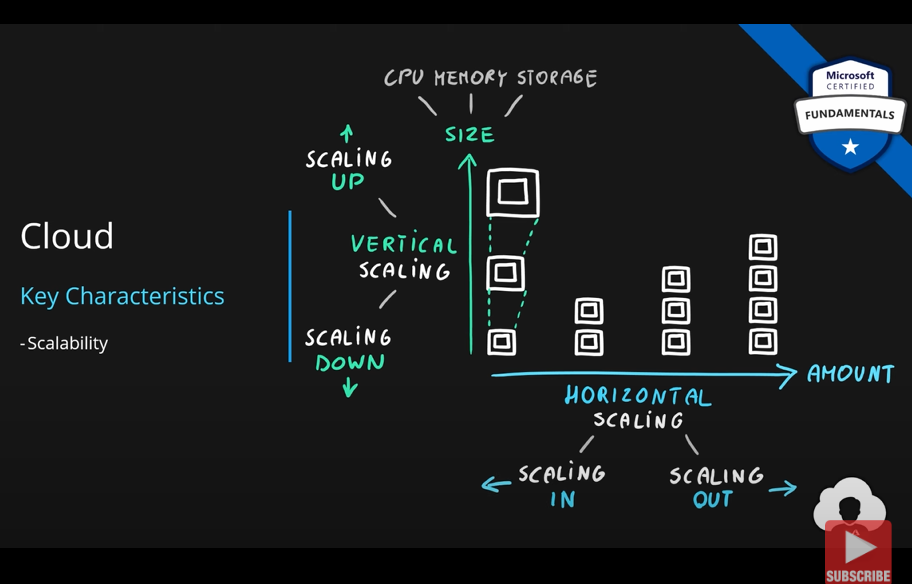 CPU MEMORY STORAGE
SIZE
SCALING
UP
VERTICAL
SCALING
SCALING
DOWN
Cloud
Key Characteristics
- Scalability
AMOUNT
HORIZONTAL
SCALING
SCALING
IN
SCALING
OUT
Microsoft
CERTIFIED
FUNDAMENTALS
SUBSCRIBE